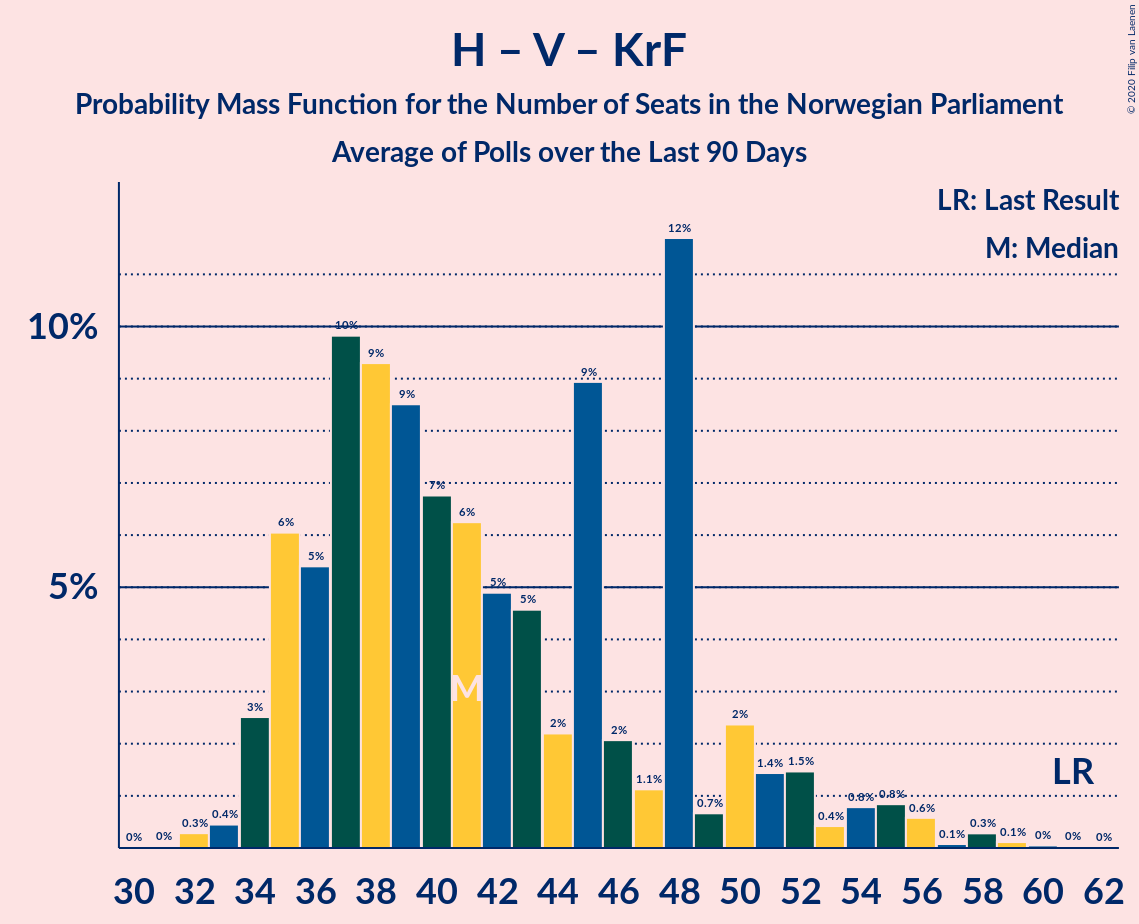 © 2020 Filip van Laenen
H – V – KrF
Probability Mass Function for the Number of Seats in the Norwegian Parliament
Average of Polls over the Last 90 Days
LR: Last Result
M: Median
10%
5%
0% 0% 0.3% 0.4% 3% 6% 5% 10% 9% 9% 7% 6% 5% 5% 2% 9% 2% 1.1% 12% 0.7% 2% 1.4% 1.5% 0.4% 0.8% 0.8% 0.6% 0.1% 0.3% 0.1% 0% 0% 0%
M
LR
30 32 34 36 38 40 42 44 46 48 50 52 54 56 58 60 62